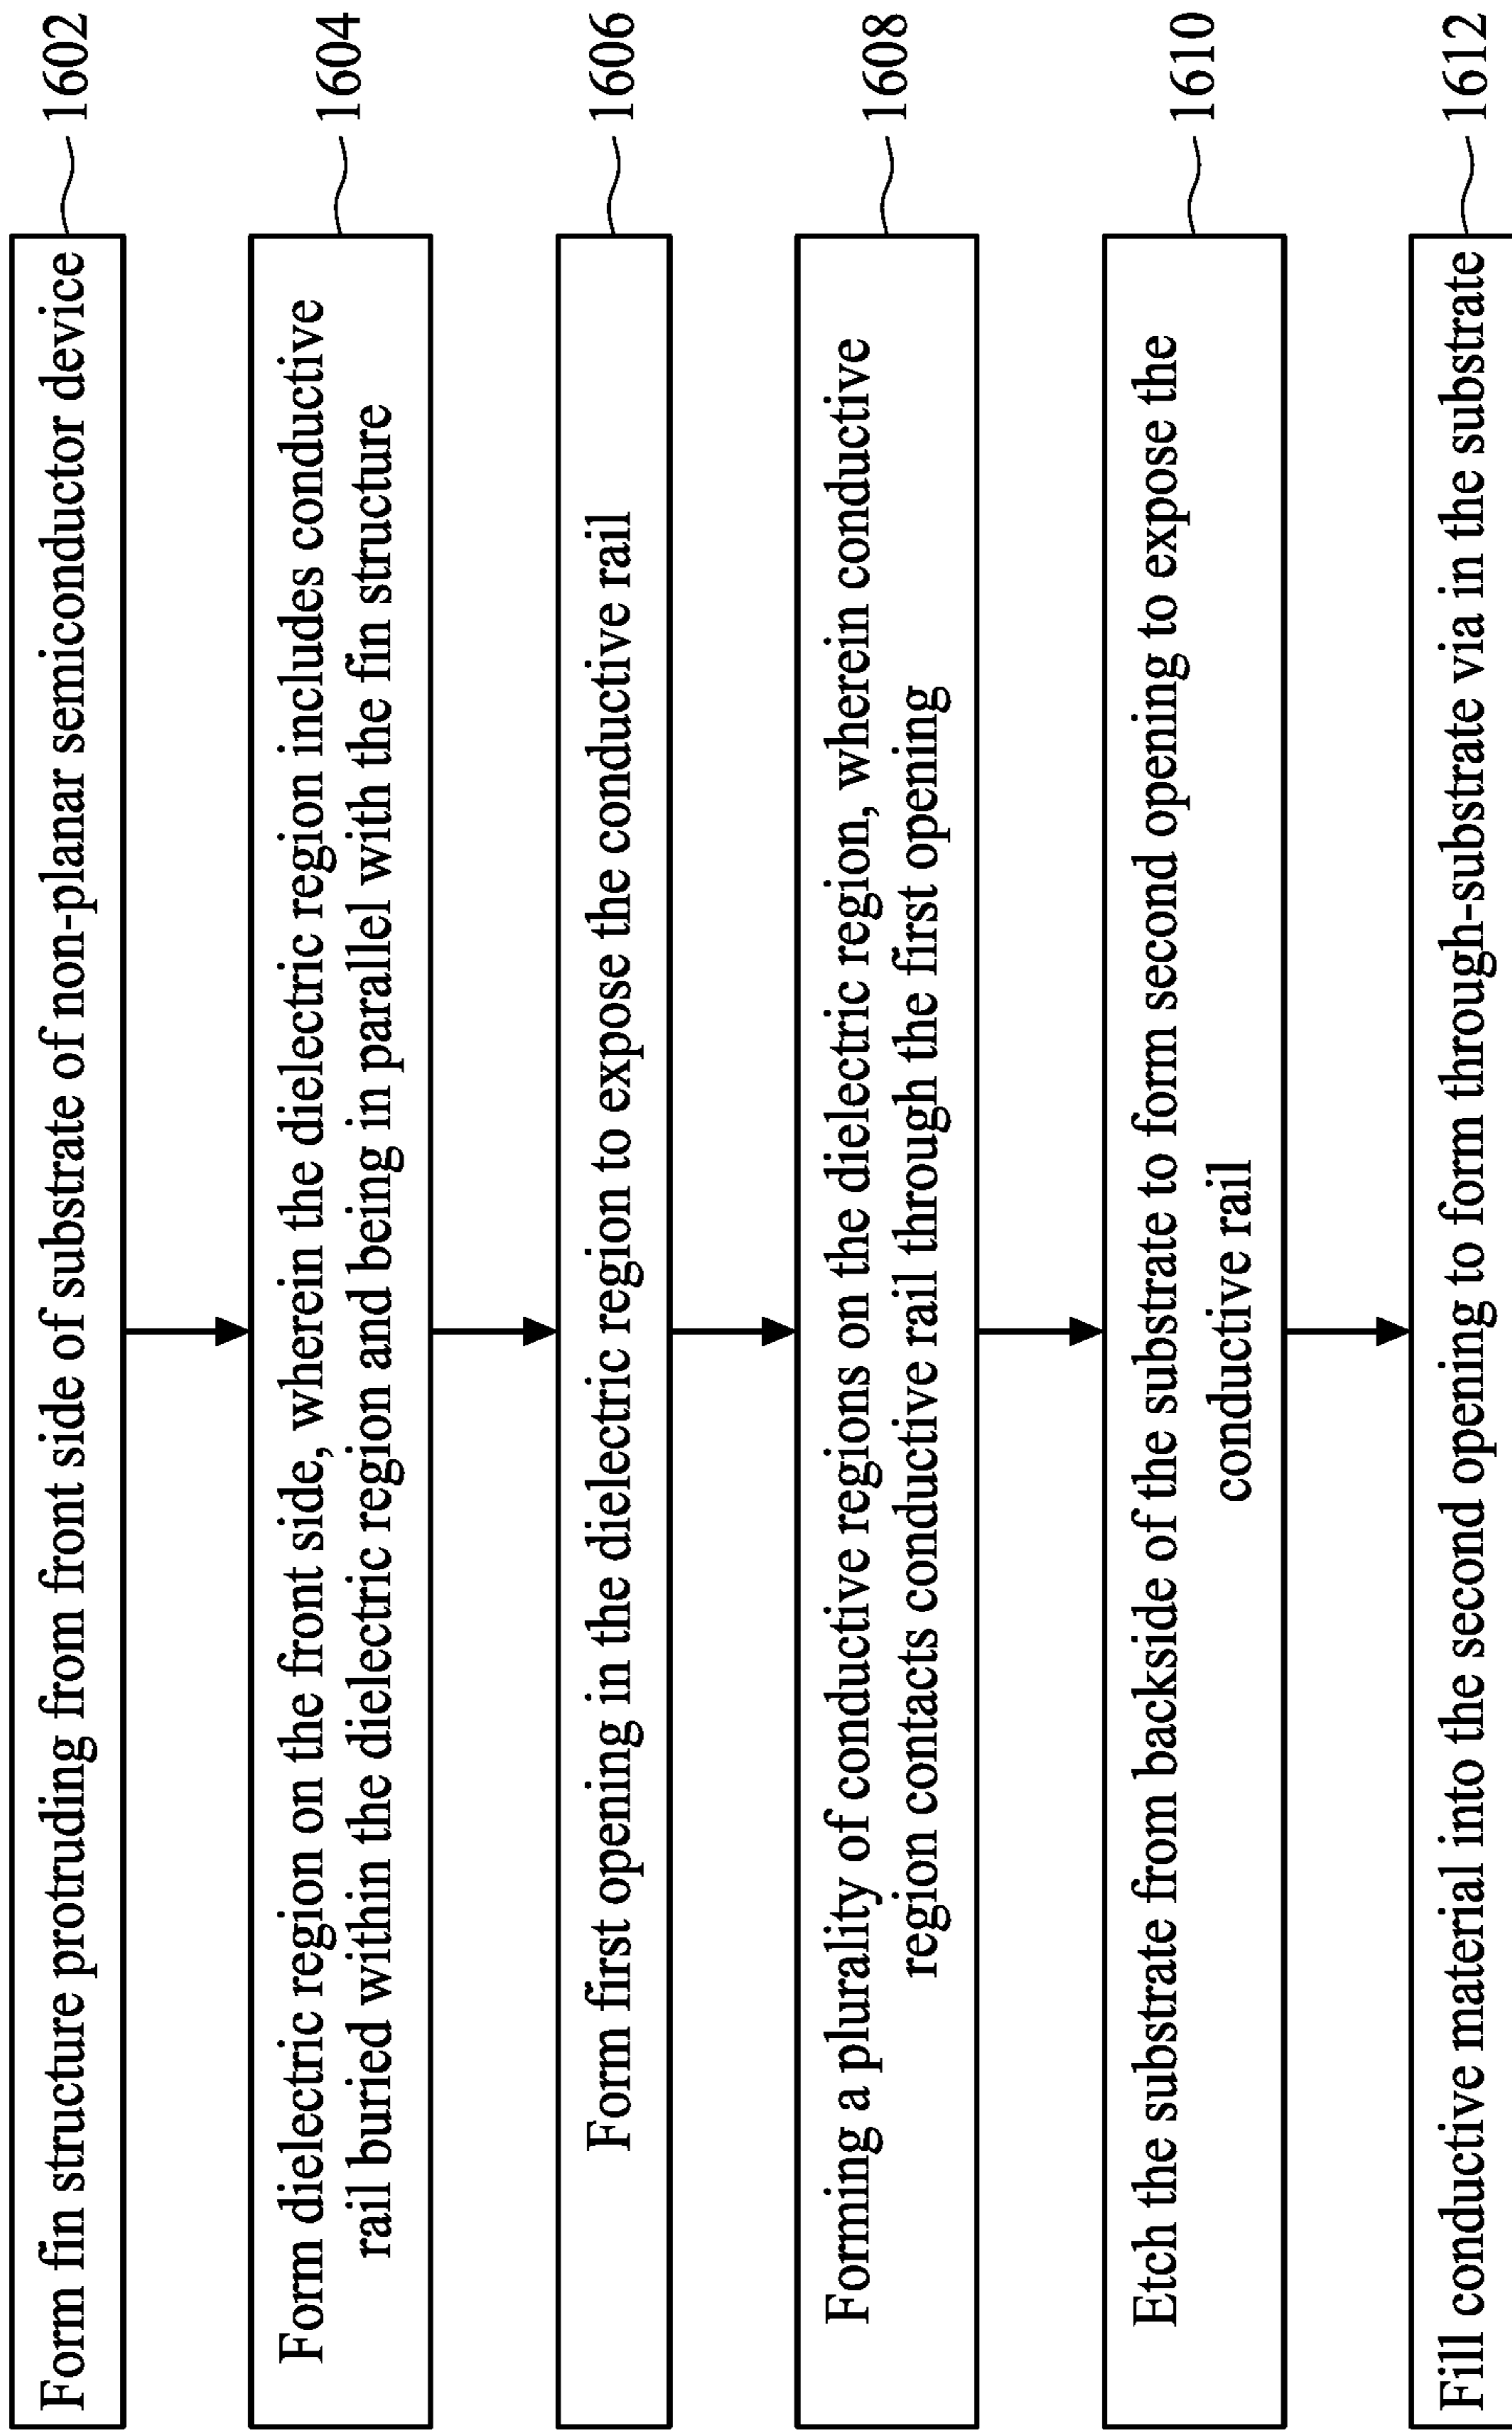 Form fin structure protruding from front side of substrate of non-planar semiconductor device
1602
Form dielectric region on the front side, wherein the dielectric region includes conductive
rail buried within the dielectric region and being in parallel with the fin structure
1604
Form first opening in the dielectric region to expose the conductive rail
1606
Forming a plurality of conductive regions on the dielectric region, wherein conductive
region contacts conductive rail through the first opening
1608
Etch the substrate from backside of the substrate to form second opening to expose the
conductive rail
1610
Fill conductive material into the second opening to form through-substrate via in the substrate
1612